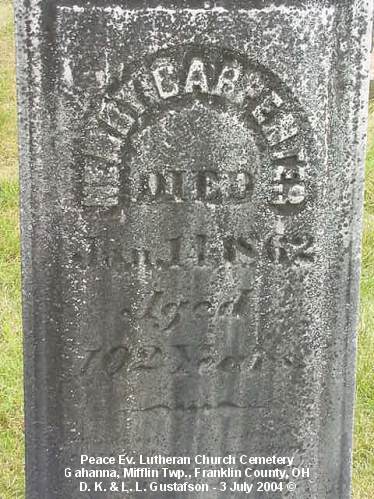 CARPENTER
DIED
Jan. 14, 1862
Aged
102 Years
Peace Ev. Lutheran Church Cemetery
Gahanna, Mifflin Twp., Franklin County, OH
D. K. & L. L. Gustafson - 3 July 2004 ©